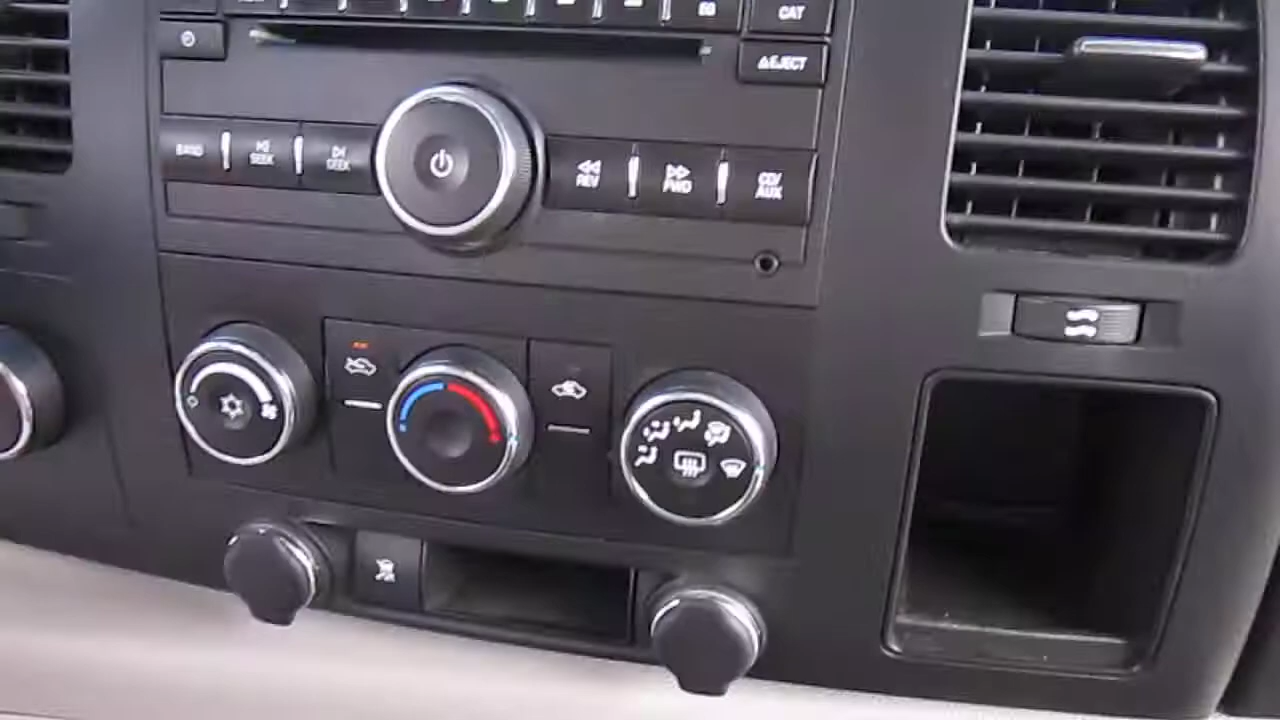 EQ
CAT
EJECT
BAND
SEEK
SEEK
REV
FWD
CD/
AUX